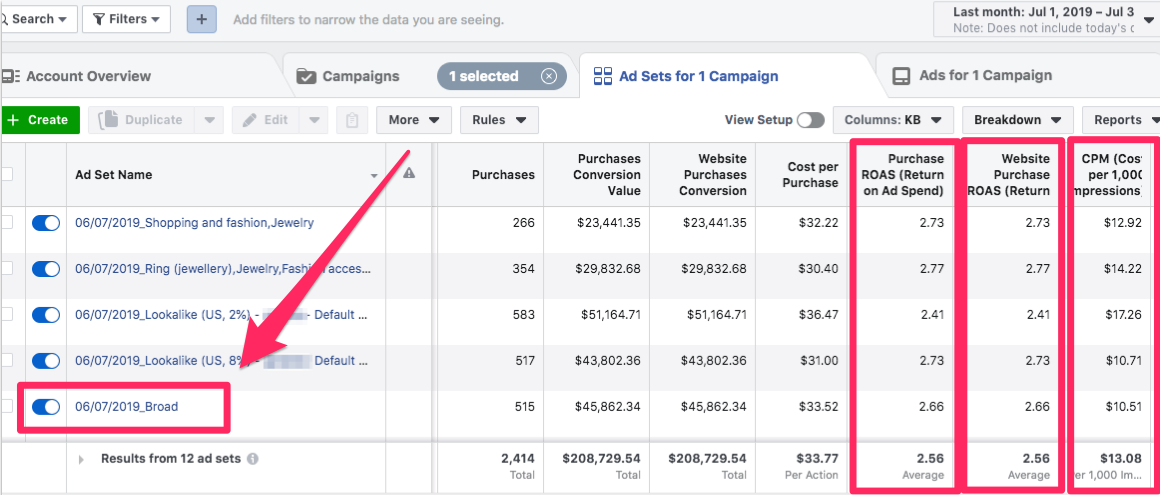 Search Filters + Add filters to narrow the data you are seeing. Last month: Jul 1, 2019 – Jul 3
Note: Does not include today's
Account Overview Campaigns 1 selected Ad Sets for 1 Campaign Ads for 1 Campaign
+ Create Duplicate Edit More Rules View Setup Columns: KB Breakdown Reports
Ad Set Name Purchases Purchases Conversion Value Website Purchases Conversion Cost per Purchase Purchase ROAS (Return on Ad Spend) Website Purchase ROAS (Return CPM (Cost per 1,000 Impressions)
06/07/2019_Shopping and fashion,Jewelry 266 $23,441.35 $23,441.35 $32.22 2.73 2.73 $12.92
06/07/2019_Ring (jewellery),Jewelry,Fashi acces... 354 $29,832.68 $29,832.68 $30.40 2.77 2.77 $14.22
06/07/2019_Lookalike (US, 2%) - - Default ... 583 $51,164.71 $51,164.71 $36.47 2.41 2.41 $17.26
06/07/2019_Lookalike (US, 8%) - Default ... 517 $43,802.36 $43,802.36 $31.00 2.73 2.73 $10.71
06/07/2019_Broad 515 $45,862.34 $45,862.34 $33.52 2.66 2.66 $10.51
Results from 12 ad sets 2,414 $208,729.54 $208,729.54 $33.77 2.56 2.56 $13.08
Total Total Total Per Action Average Average er 1,000 Im...